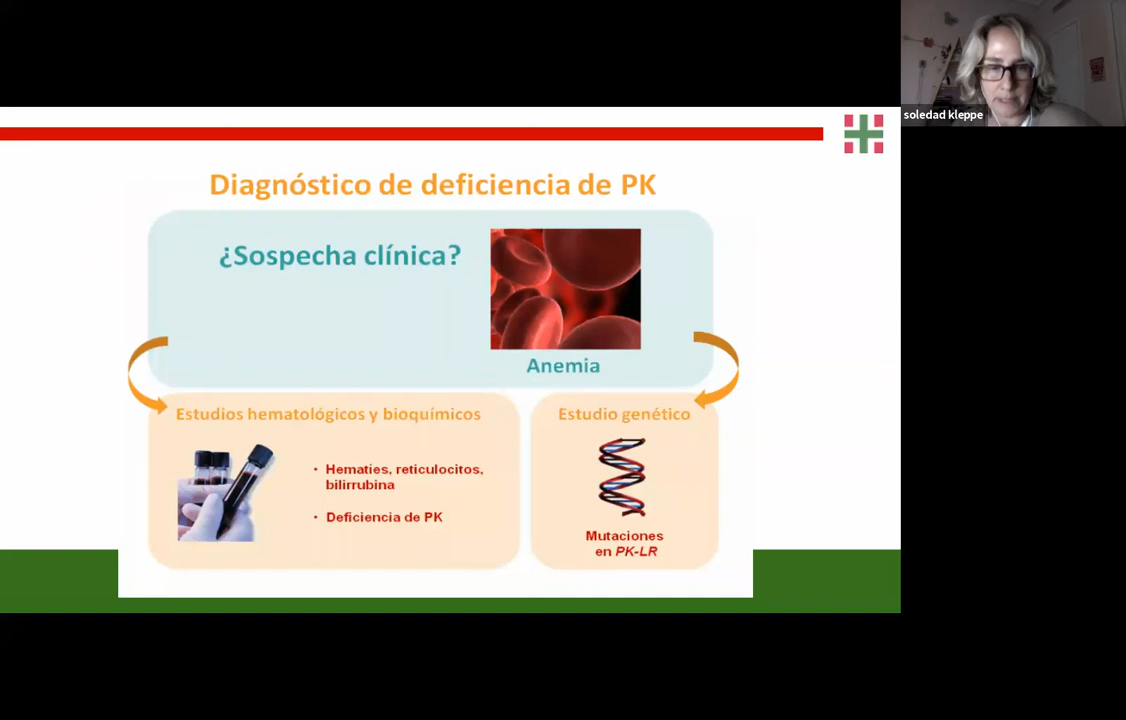 soledad kleppe
Diagnóstico de deficiencia de PK
¿Sospecha clínica?
Anemia
Estudios hematológicos y bioquímicos
• Hematies, reticulocitos,
bilirrubina
• Deficiencia de PK
Estudio genético
Mutaciones
en PK-LR